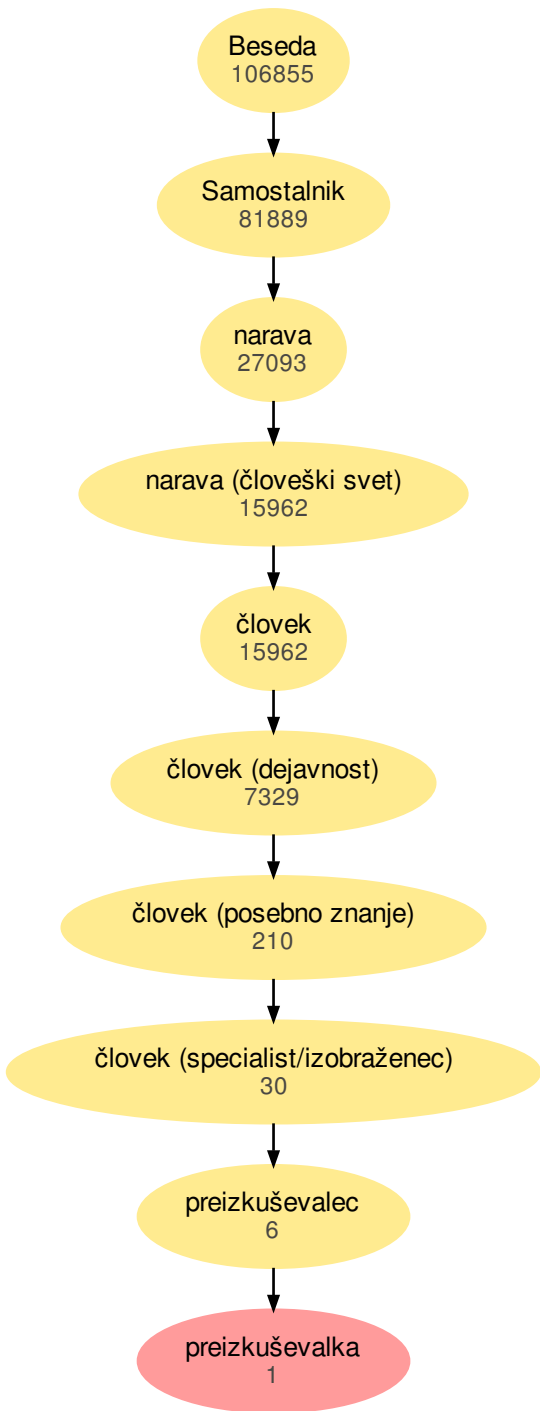 Beseda
106855
Samostalnik
81889
narava
27093
narava (človeški svet)
15962
človek
15962
človek (dejavnost)
7329
človek (posebno znanje)
210
človek (specialist/izobraženec)
30
preizkuševalec
6
preizkuševalka
1